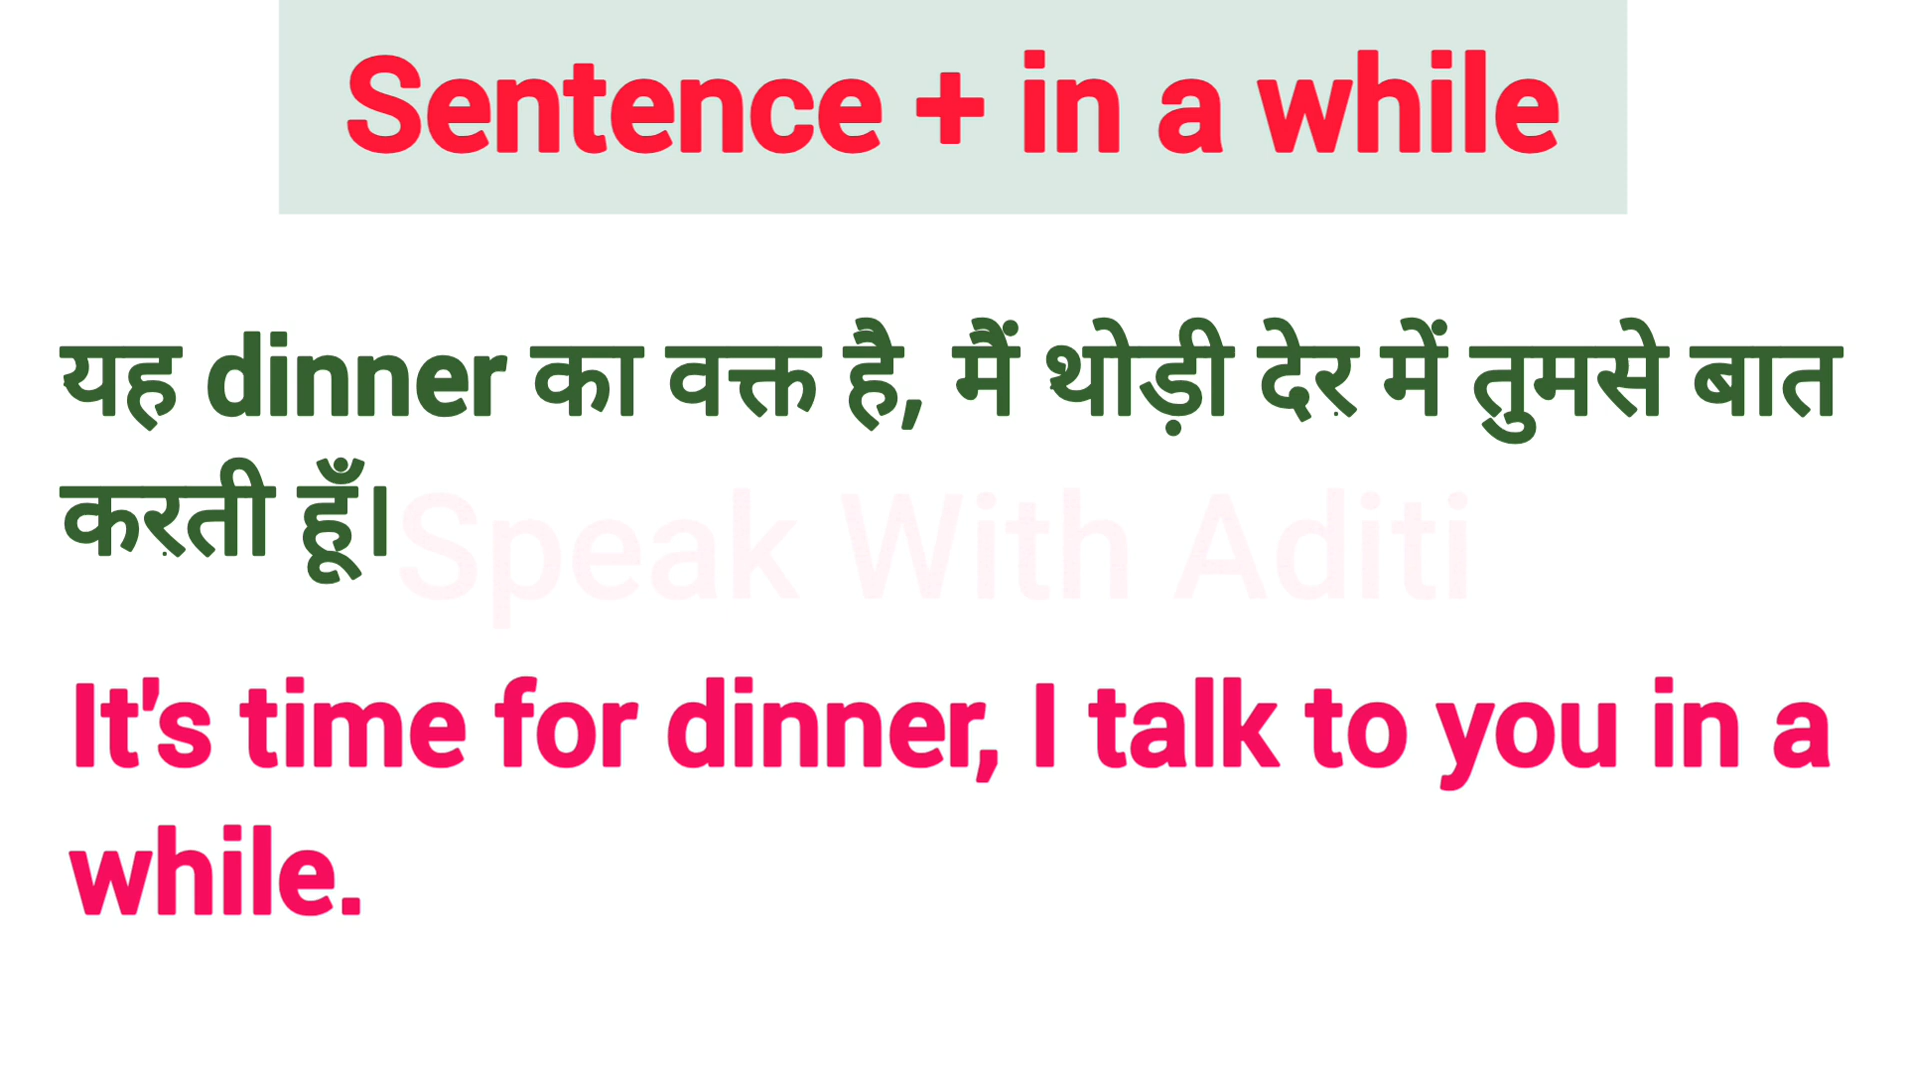 Sentence + in a while
यह dinner का वक्त है, मैं थोड़ी देर में तुमसे बात
करती हूँ।
Speak With Aditi
It's time for dinner, I talk to you in a
while.